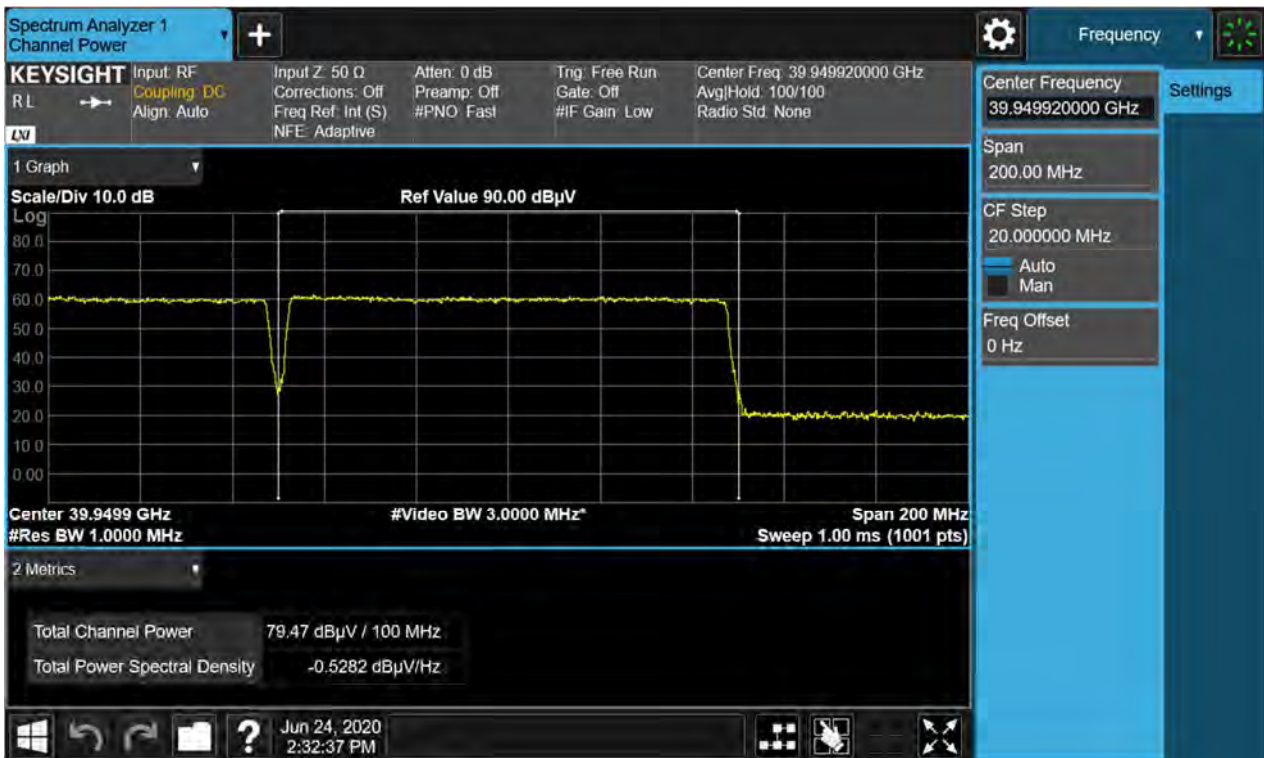 Spectrum Analyzer 1
Channel Power
+
Frequency
KEYSIGHT
R L
LXI
Input: RF
Coupling: DC
Align: Auto
Input Z: 50 Ω
Corrections: Off
Freq Ref: Int (S)
NFE: Adaptive
Atten: 0 dB
Preamp: Off
#PNO: Fast
Trig: Free Run
Gate: Off
#IF Gain: Low
Center Freq: 39.949920000 GHz
Avg|Hold: 100/100
Radio Std: None
Center Frequency
39.949920000 GHz
Settings
Span
200.00 MHz
CF Step
20.000000 MHz
Auto
Man
Freq Offset
0 Hz
1 Graph
Scale/Div 10.0 dB
Ref Value 90.00 dBµV
Log
80.0
70.0
60.0
50.0
40.0
30.0
20.0
10.0
0.00
Center 39.9499 GHz
#Video BW 3.0000 MHz*
Span 200 MHz
#Res BW 1.0000 MHz
Sweep 1.00 ms (1001 pts)
2 Metrics
Total Channel Power 79.47 dBµV / 100 MHz
Total Power Spectral Density -0.5282 dBµV/Hz
?
Jun 24, 2020
2:32:37 PM